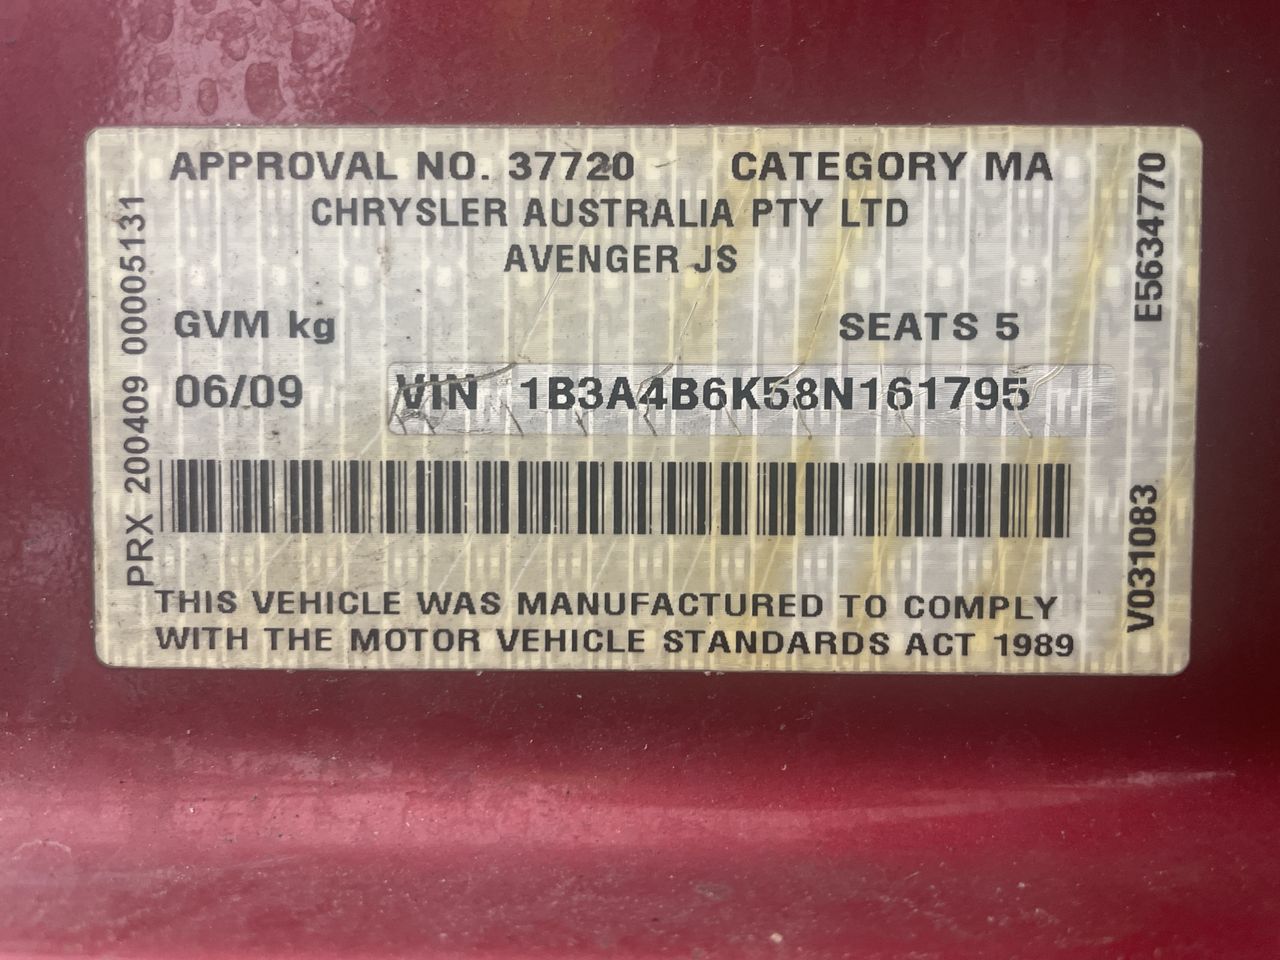 APPROVAL NO. 37720 CATEGORY MA
CHRYSLER AUSTRALIA PTY LTD
AVENGER JS
GVM kg SEATS 5
06/09 VIN 1B3A4B6K58N161795
THIS VEHICLE WAS MANUFACTURED TO COMPLY
WITH THE MOTOR VEHICLE STANDARDS ACT 1989
PRX 200409 00005131
E5634770
V031083